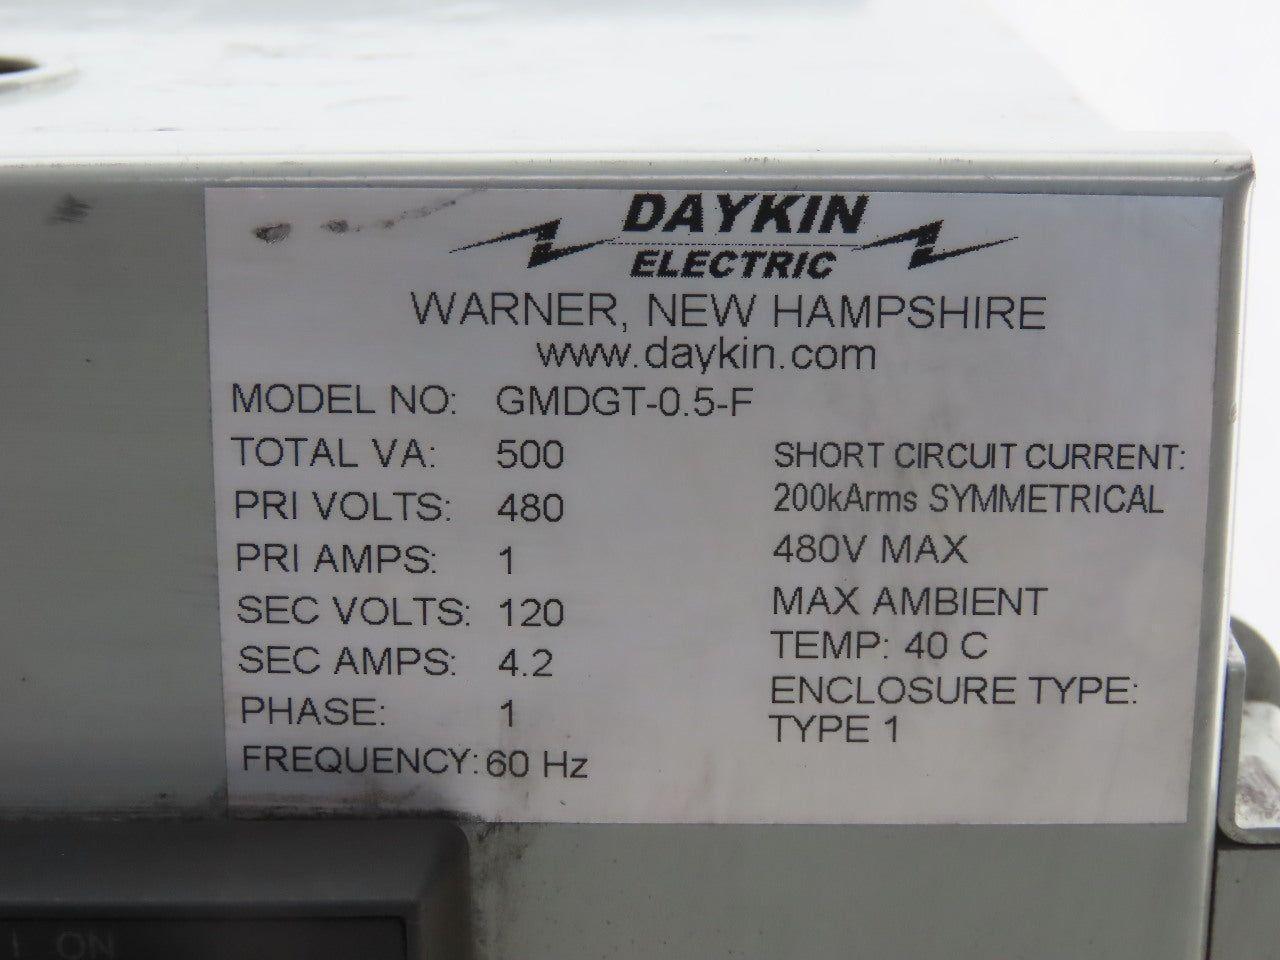 DAYKIN
ELECTRIC
WARNER, NEW HAMPSHIRE
www.daykin.com
MODEL NO: GMDGT-0.5-F
TOTAL VA: 500
PRI VOLTS: 480
PRI AMPS: 1
SEC VOLTS: 120
SEC AMPS: 4.2
PHASE: 1
FREQUENCY: 60 Hz
SHORT CIRCUIT CURRENT:
200kArms SYMMETRICAL
480V MAX
MAX AMBIENT
TEMP: 40 C
ENCLOSURE TYPE:
TYPE 1
I ON